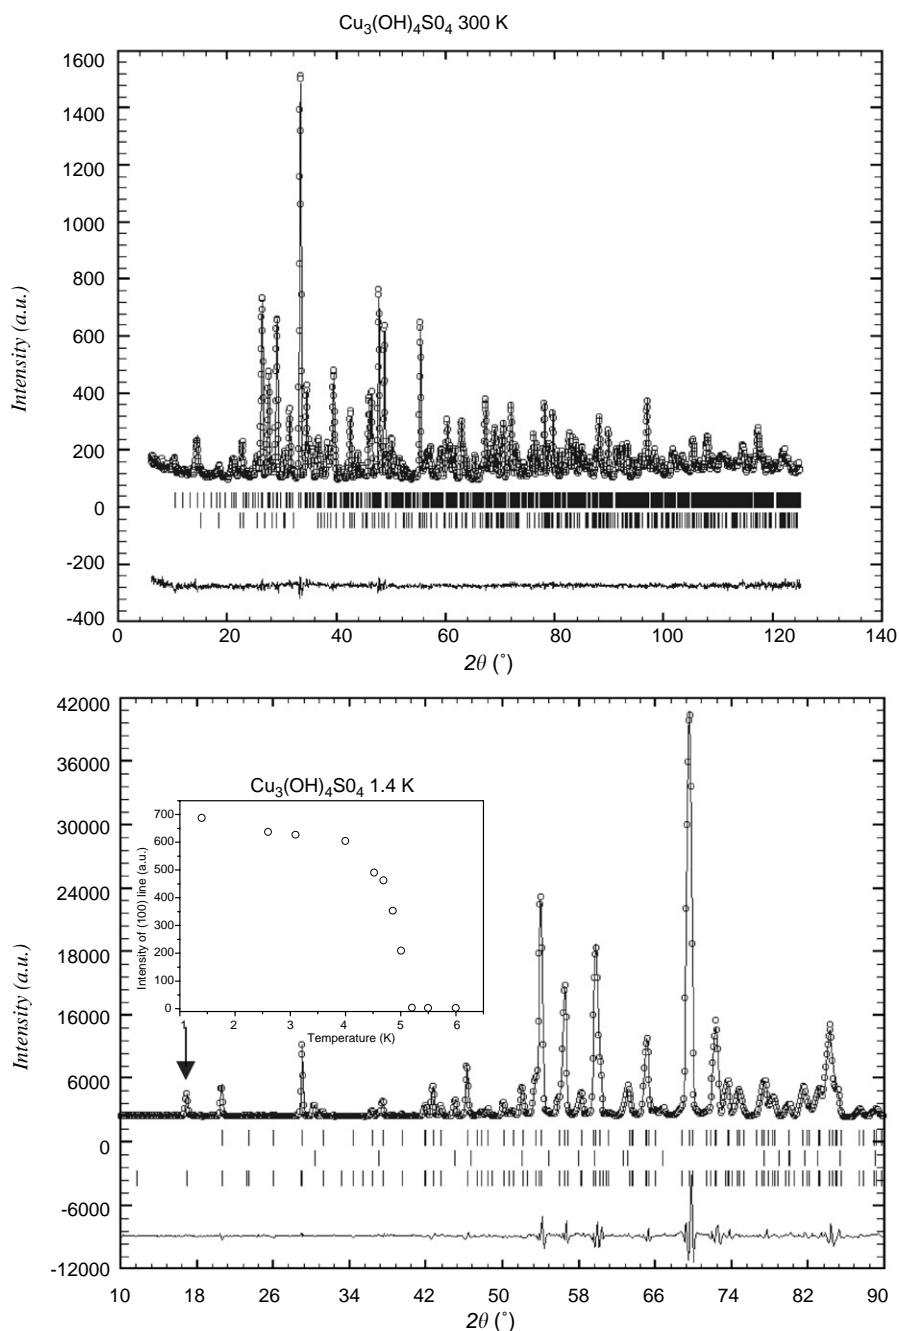 Cu₃(OH)₄S0₄ 300 K
1600
1400
1200
1000
800
600
400
200
0
-200
-400
Intensity (a.u.)
0 20 40 60 80 100 120 140
2θ (°)
42000
36000
30000
24000
18000
16000
6000
0
-6000
-12000
Intensity (a.u.)
Cu₃(OH)₄S0₄ 1.4 K
700
600
500
400
300
200
100
0
Intensity of (100) line (a.u.)
1 2 3 4 5 6
Temperature (K)
10 18 26 34 42 50 58 66 74 82 90
2θ (°)